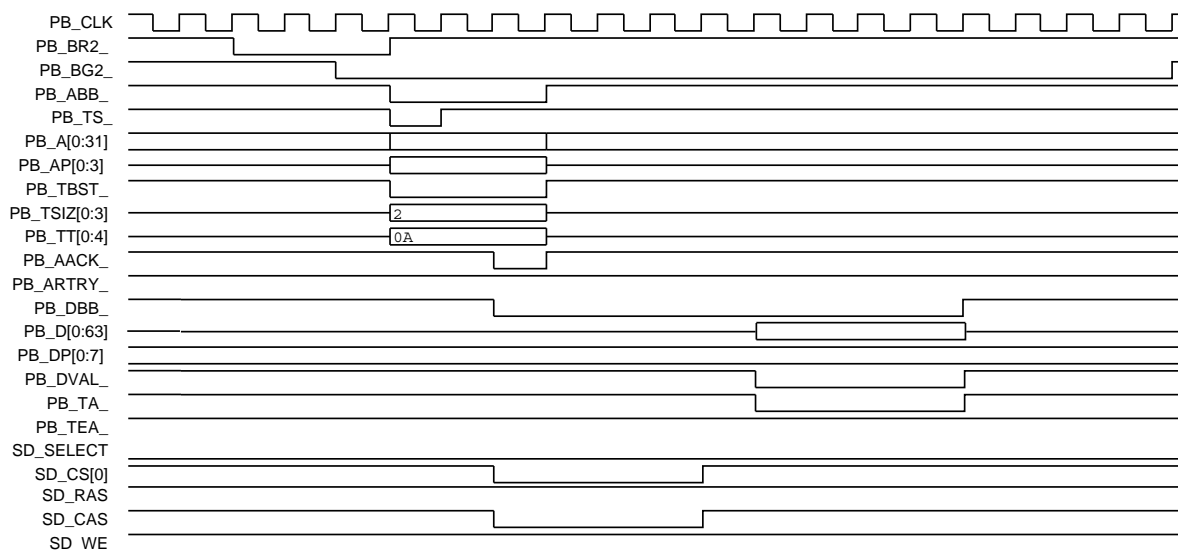 PB_CLK
PB_BR2_
PB_BG2_
PB_ABB_
PB_TS_
PB_A[0:31]
PB_AP[0:3]
PB_TBST_
PB_TSIZ[0:3] 2
PB_TT[0:4] 0A
PB_AACK_
PB_ARTRY_
PB_DBB_
PB_D[0:63]
PB_DP[0:7]
PB_DVAL_
PB_TA_
PB_TEA_
SD_SELECT
SD_CS[0]
SD_RAS
SD_CAS
SD_WE